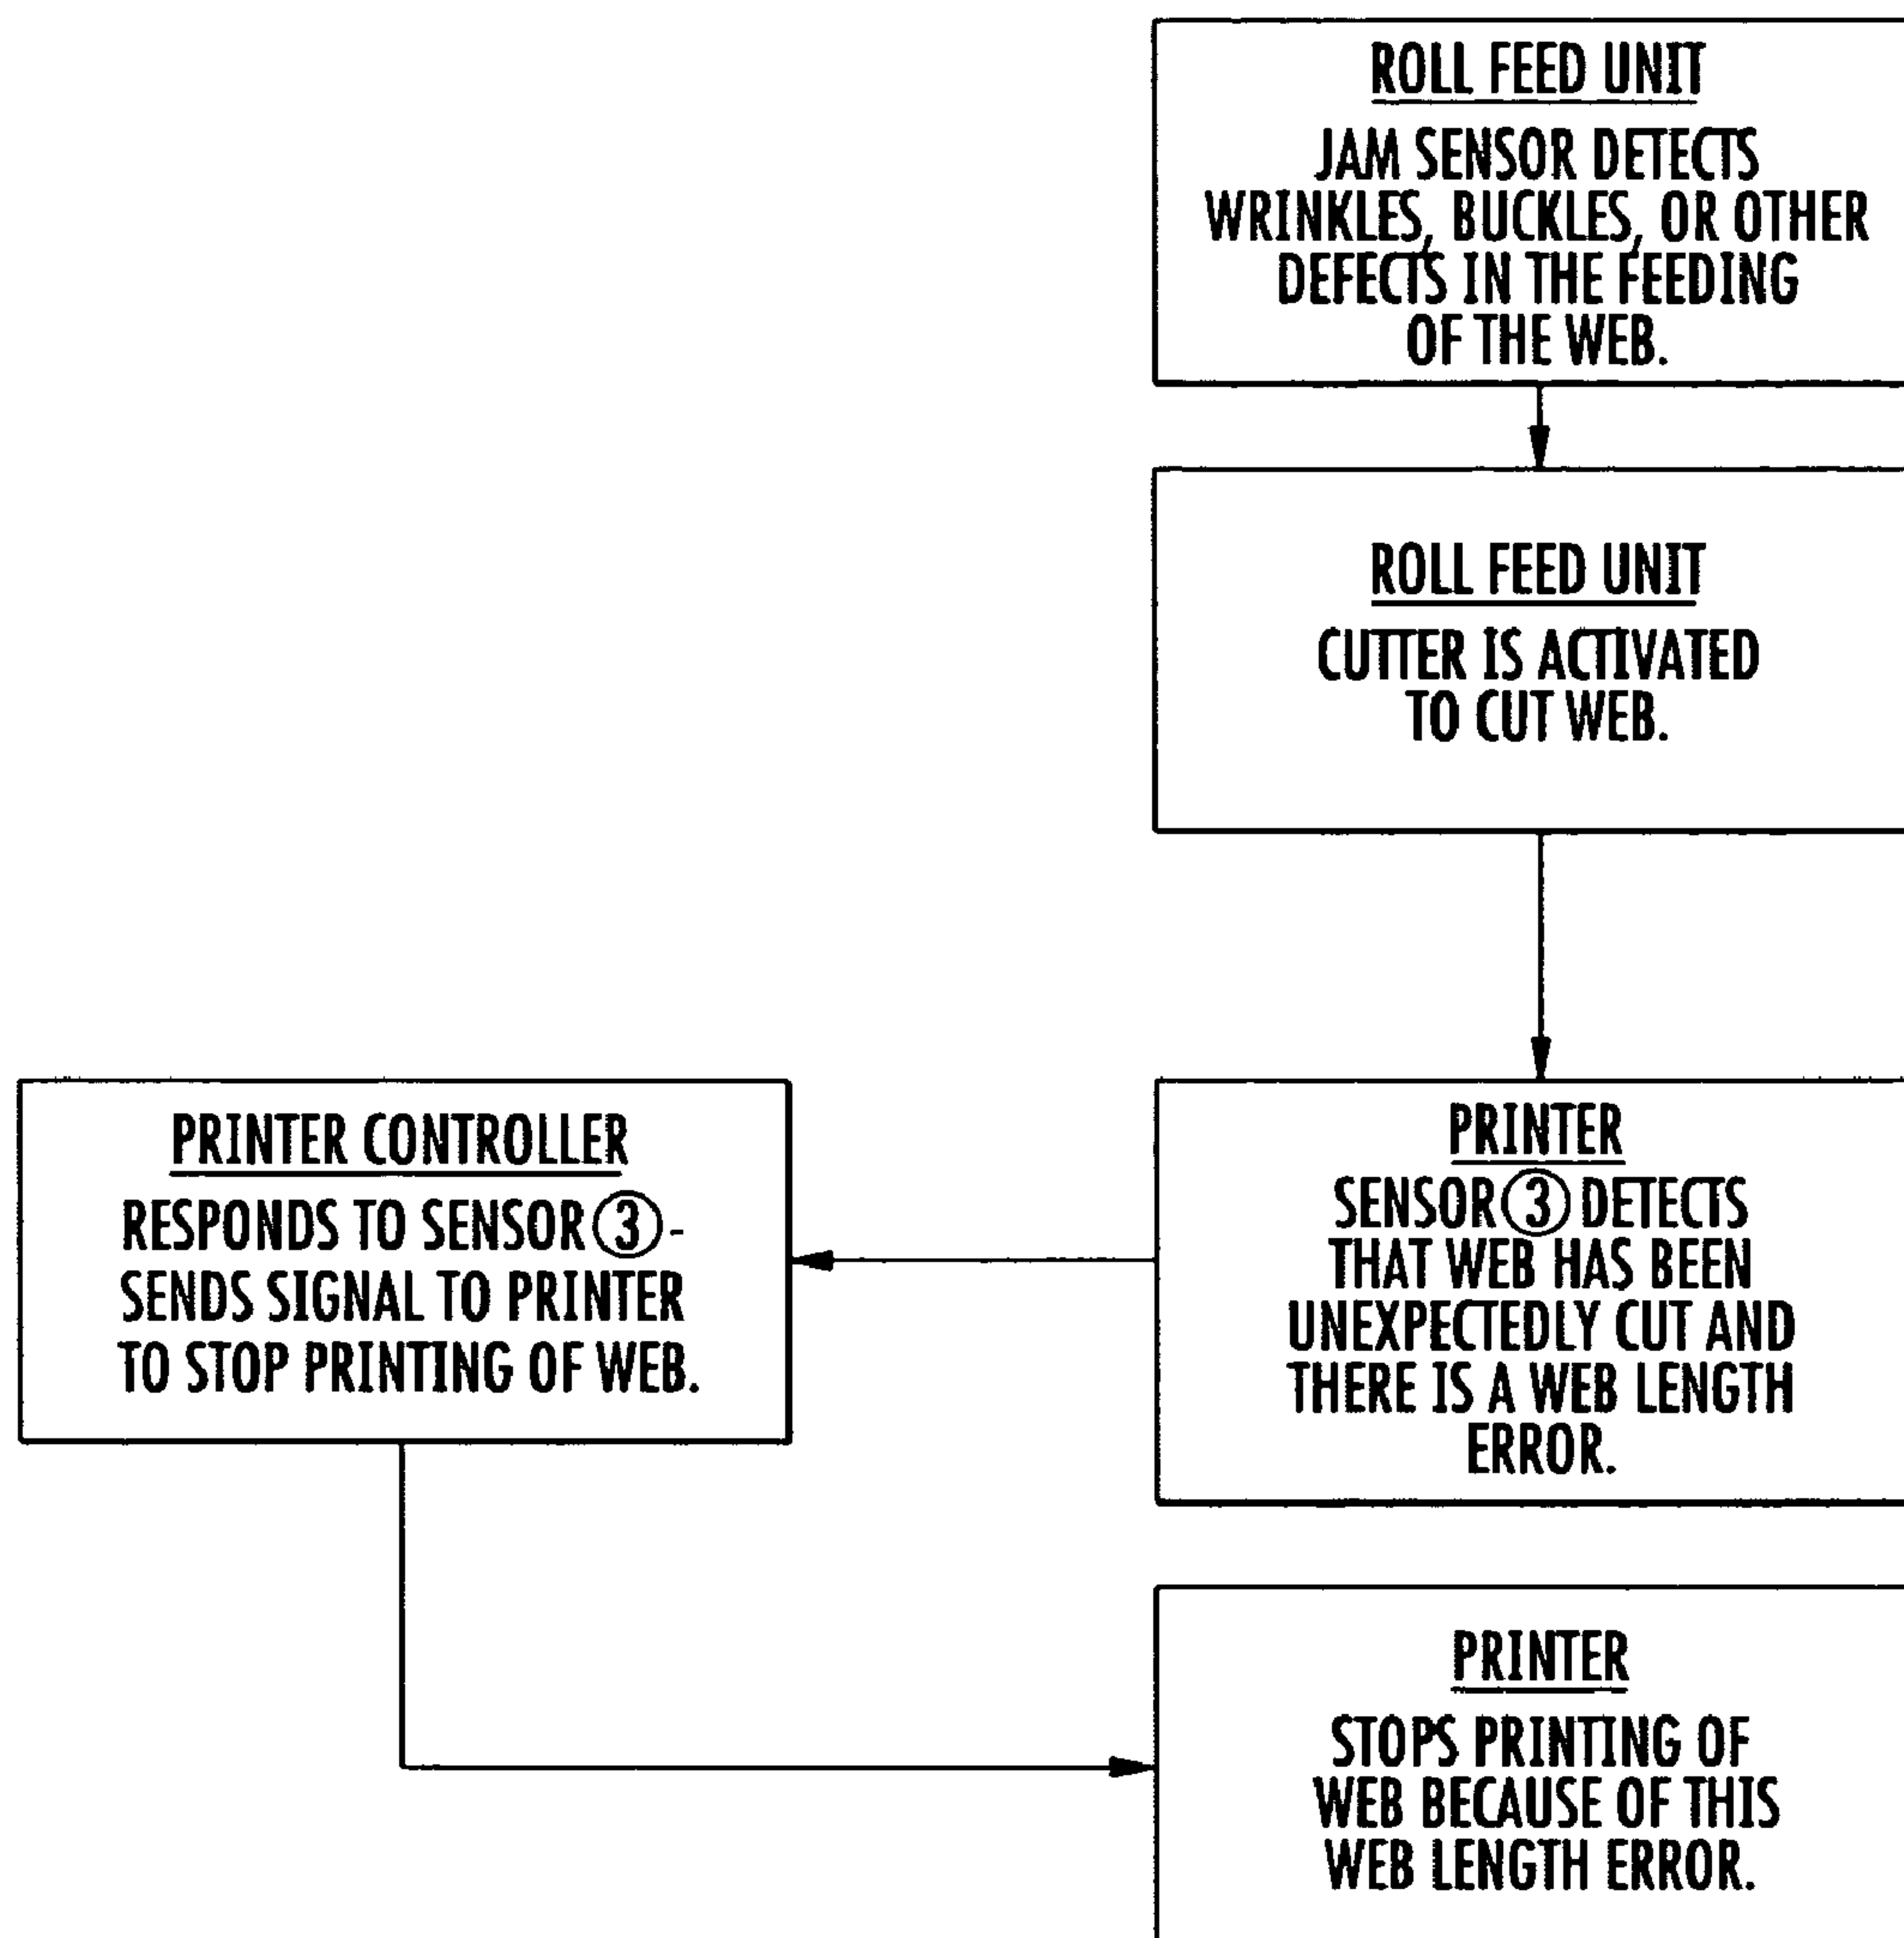 ROLL FEED UNIT
JAM SENSOR DETECTS
WRINKLES, BUCKLES, OR OTHER
DEFECTS IN THE FEEDING
OF THE WEB.
ROLL FEED UNIT
CUTTER IS ACTIVATED
TO CUT WEB.
PRINTER CONTROLLER
RESPONDS TO SENSOR ③ -
SENDS SIGNAL TO PRINTER
TO STOP PRINTING OF WEB.
PRINTER
SENSOR ③ DETECTS
THAT WEB HAS BEEN
UNEXPECTEDLY CUT AND
THERE IS A WEB LENGTH
ERROR.
PRINTER
STOPS PRINTING OF
WEB BECAUSE OF THIS
WEB LENGTH ERROR.